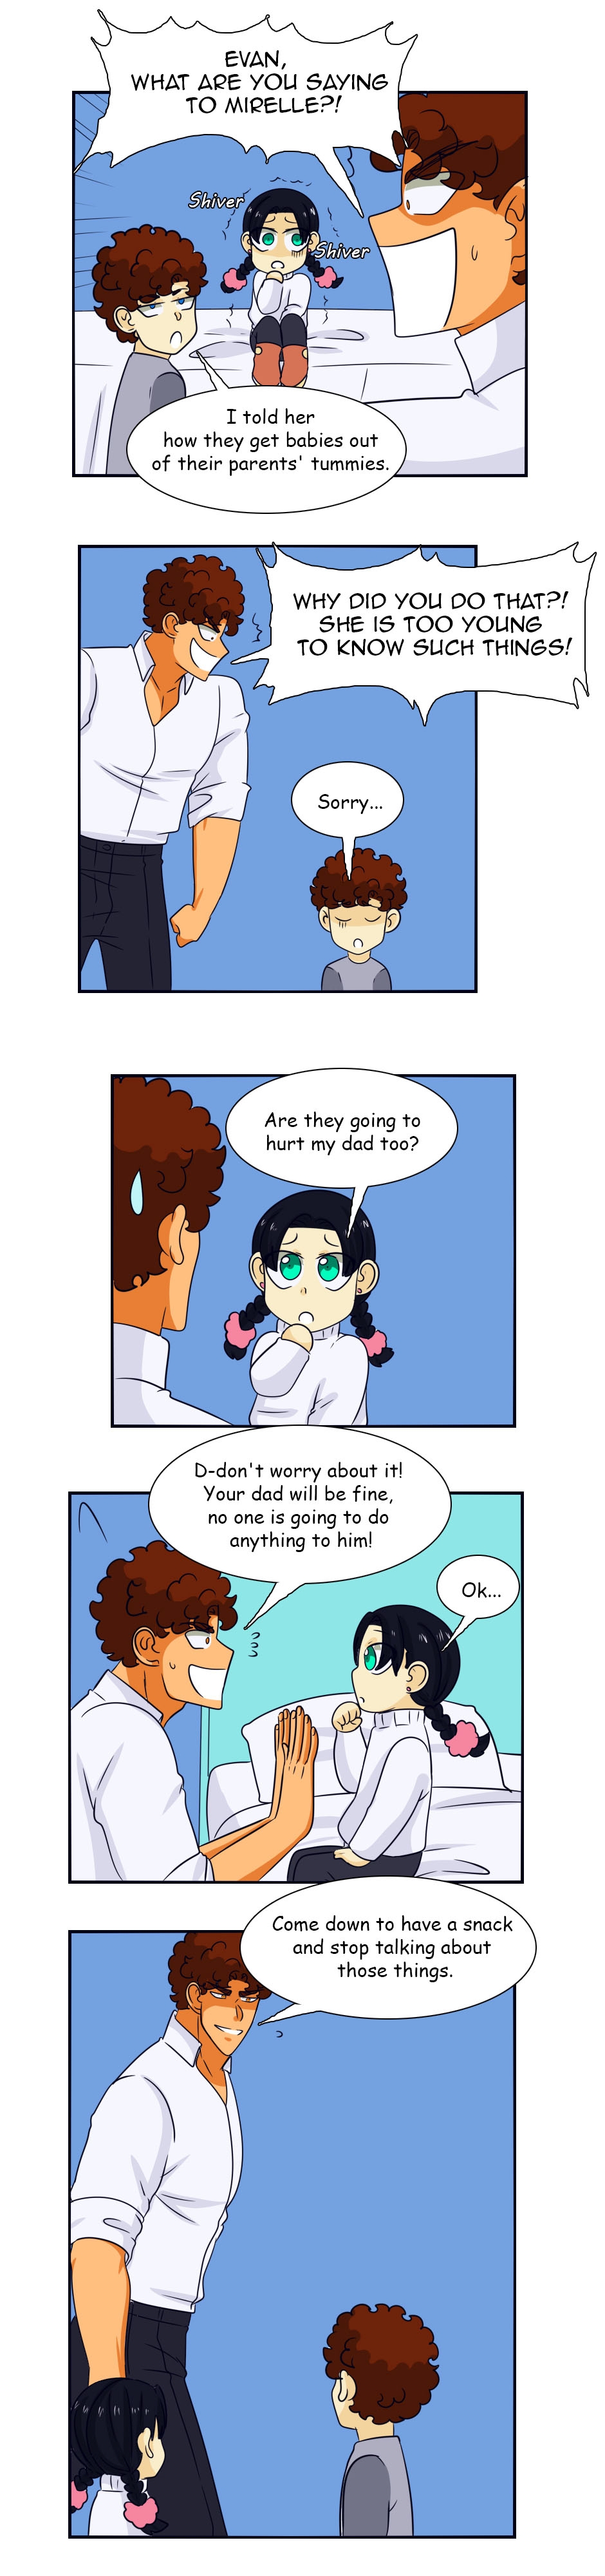 EVAN,
WHAT ARE YOU SAYING
TO MIRELLE?!
Shiver
Shiver
I told her
how they get babies out
of their parents' tummies.
WHY DID YOU DO THAT?!
SHE IS TOO YOUNG
TO KNOW SUCH THINGS!
Sorry...
Are they going to
hurt my dad too?
D-don't worry about it!
Your dad will be fine,
no one is going to do
anything to him!
Ok...
Come down to have a snack
and stop talking about
those things.